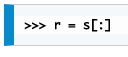 >>> r = s[:]